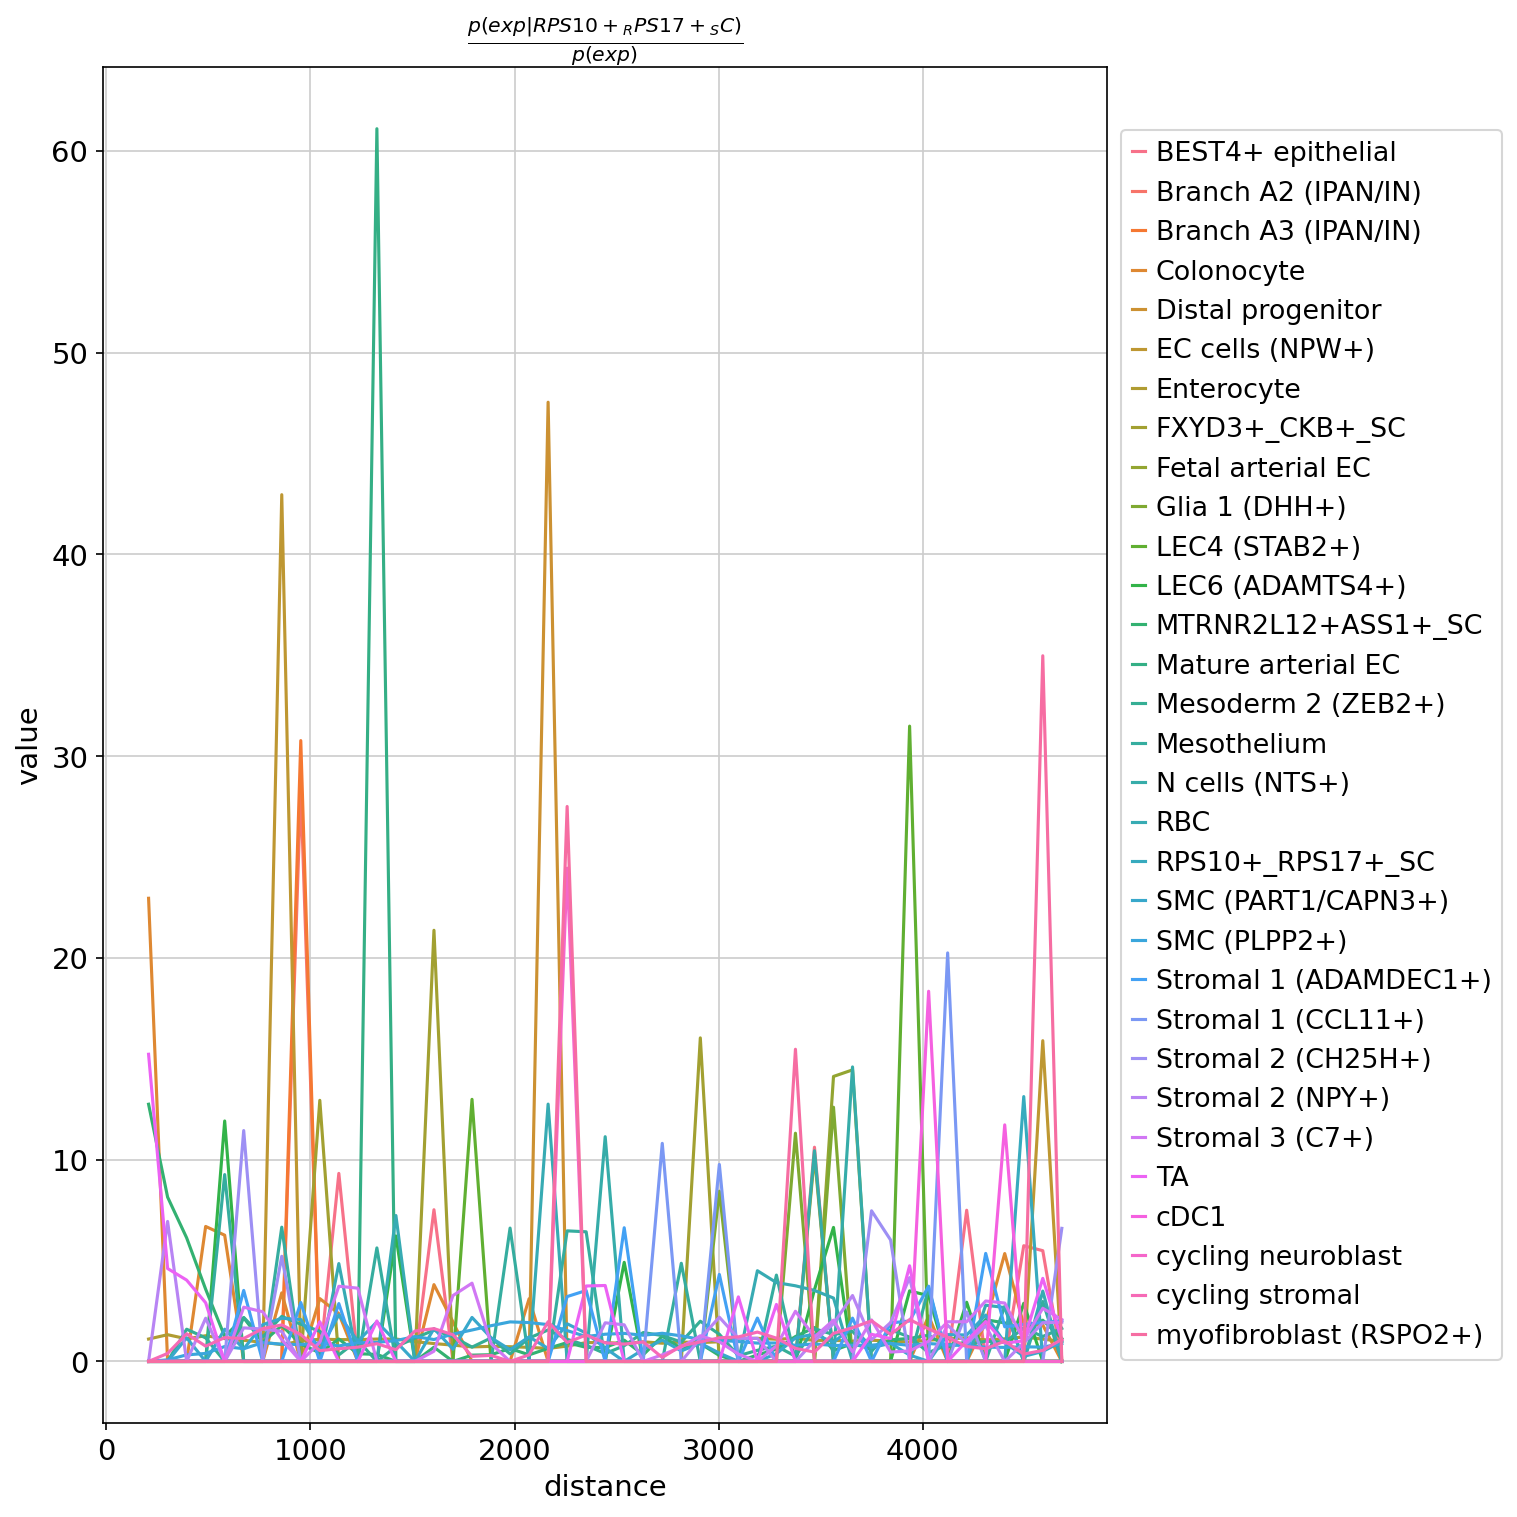 p(exp|RPS10 + RPS17 + SC)
p(exp)
60
50
40
30
20
10
0
value
0 1000 2000 3000 4000
distance
BEST4+ epithelial
Branch A2 (IPAN/IN)
Branch A3 (IPAN/IN)
Colonocyte
Distal progenitor
EC cells (NPW+)
Enterocyte
FXYD3+_CKB+_SC
Fetal arterial EC
Glia 1 (DHH+)
LEC4 (STAB2+)
LEC6 (ADAMTS4+)
MTRNR2L12+ASS1+_SC
Mature arterial EC
Mesoderm 2 (ZEB2+)
Mesothelium
N cells (NTS+)
RBC
RPS10+_RPS17+_SC
SMC (PART1/CAPN3+)
SMC (PLPP2+)
Stromal 1 (ADAMDEC1+)
Stromal 1 (CCL11+)
Stromal 2 (CH25H+)
Stromal 2 (NPY+)
Stromal 3 (C7+)
TA
cDC1
cycling neuroblast
cycling stromal
myofibroblast (RSPO2+)